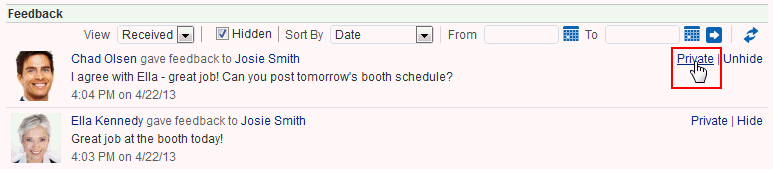 Feedback
View Received Hidden Sort By Date From To
Chad Olsen gave feedback to Josie Smith Private | Unhide
I agree with Ella - great job! Can you post tomorrow's booth schedule?
4:04 PM on 4/22/13
Ella Kennedy gave feedback to Josie Smith Private | Hide
Great job at the booth today!
4:03 PM on 4/22/13